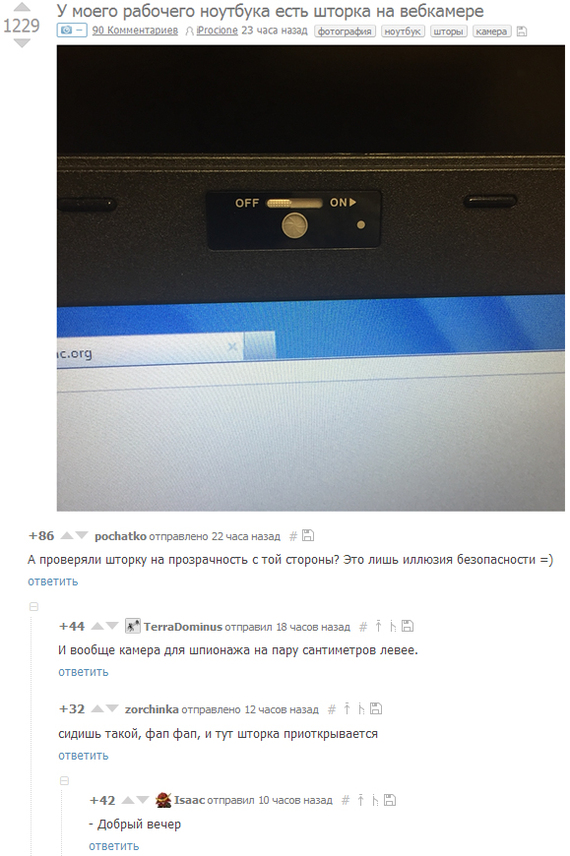 У моего рабочего ноутбука есть шторка на вебкамере
1229
90 Комментариев iProcione 23 часа назад фотография ноутбук шторы камера
OFF ON
ac.org
+86 pochatko отправлено 22 часа назад #
А проверяли шторку на прозрачность с той стороны? Это лишь иллюзия безопасности =)
ответить
+44 TerraDominus отправил 18 часов назад #
И вообще камера для шпионажа на пару сантиметров левее.
ответить
+32 zorchinka отправлено 12 часов назад #
сидишь такой, фап фап, и тут шторка приоткрывается
ответить
+42 Isaac отправил 10 часов назад #
- Добрый вечер
ответить